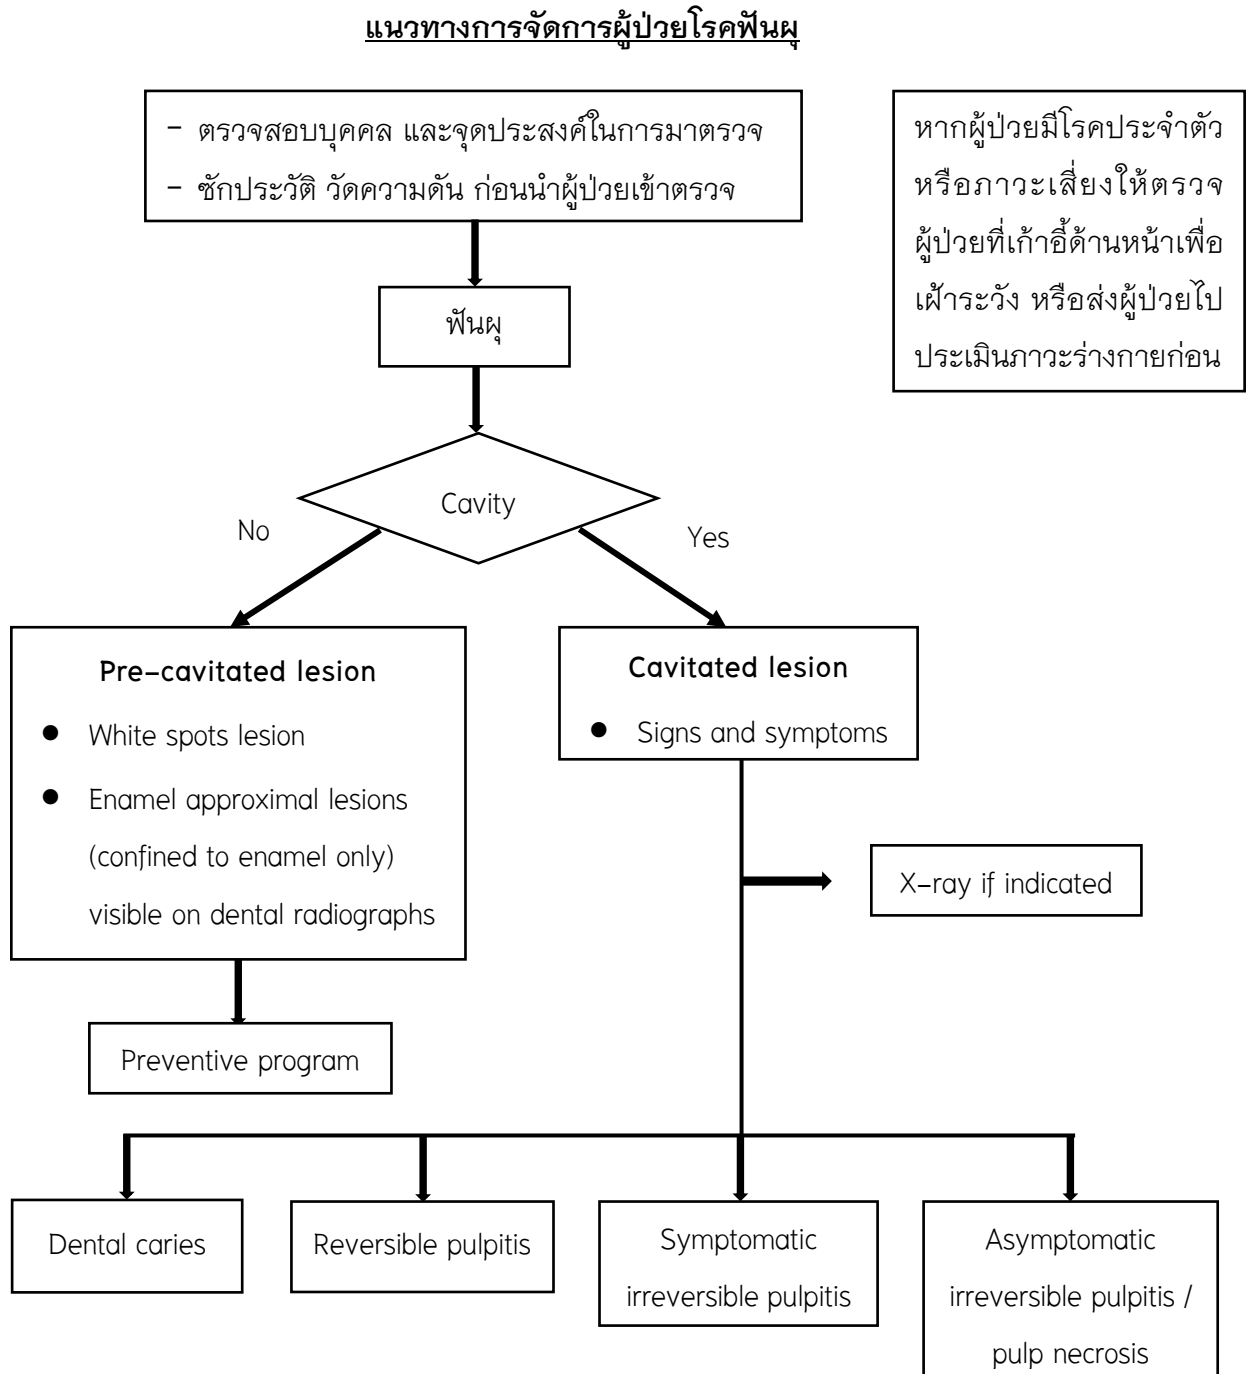 แนวทางการจัดการผู้ป่วยโรคฟันผุ
- ตรวจสอบบุคคล และจุดประสงค์ในการมาตรวจ
- ซักประวัติ วัดความดัน ก่อนนำผู้ป่วยเข้าตรวจ
หากผู้ป่วยมีโรคประจำตัว
หรือภาวะเสี่ยงให้ตรวจ
ผู้ป่วยที่เก้าอี้ด้านหน้าเพื่อ
เฝ้าระวัง หรือส่งผู้ป่วยไป
ประเมินภาวะร่างกายก่อน
ฟันผุ
Cavity
No
Yes
Pre-cavitated lesion
● White spots lesion
● Enamel approximal lesions
(confined to enamel only)
visible on dental radiographs
Cavitated lesion
● Signs and symptoms
X-ray if indicated
Preventive program
Dental caries
Reversible pulpitis
Symptomatic
irreversible pulpitis
Asymptomatic
irreversible pulpitis /
pulp necrosis